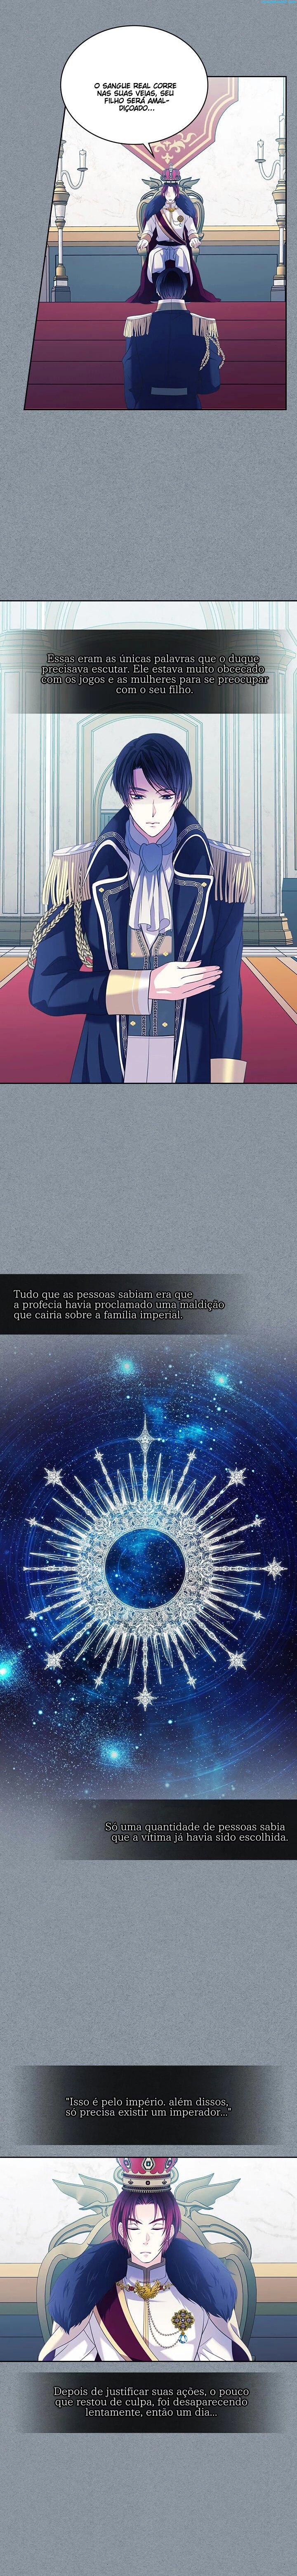 O SANGUE REAL CORRE
NAS SUAS VEIAS, SEU
FILHO SERÁ AMAL-
DIÇOADO...
Essas eram as únicas palavras que o duque
precisava escutar. Ele estava muito obcecado
com os jogos e as mulheres para se preocupar
com o seu filho.
Tudo que as pessoas sabiam era que
a profecia havia proclamado uma maldição
que cairia sobre a família imperial.
Só uma quantidade de pessoas sabia
que a vítima já havia sido escolhida.
"Isso é pelo império. além dissos,
só precisa existir um imperador..."
Depois de justificar suas ações, o pouco
que restou de culpa, foi desaparecendo
lentamente, então um dia...